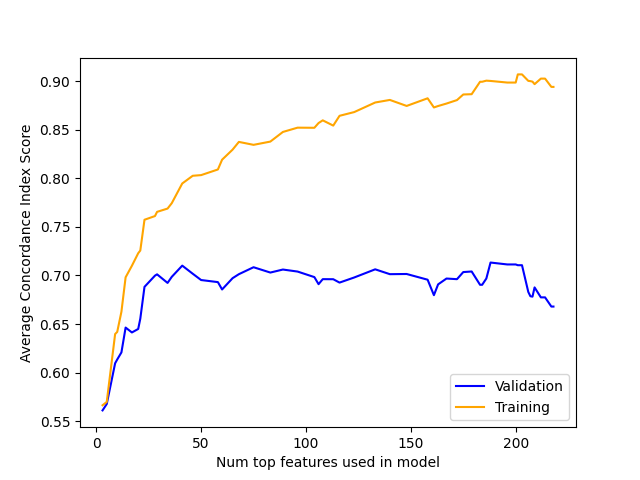 0.90
0.85
0.80
0.75
0.70
0.65
0.60
0.55
Average Concordance Index Score
Validation
Training
0 50 100 150 200
Num top features used in model